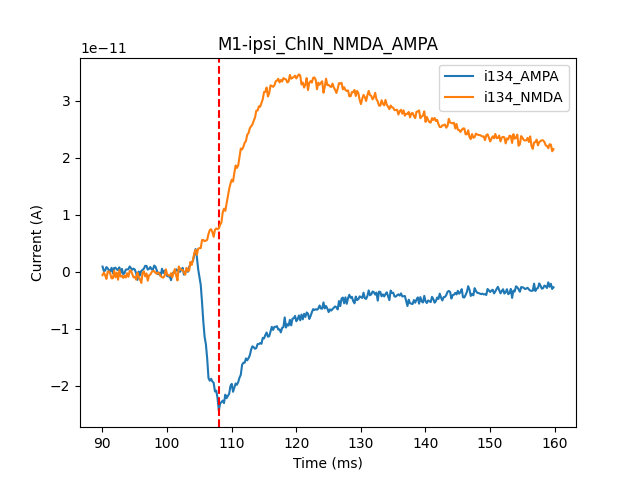 M1-ipsi_ChIN_NMDA_AMPA
1e−11
i134_AMPA
i134_NMDA
3
2
1
0
−1
−2
Current (A)
90 100 110 120 130 140 150 160
Time (ms)